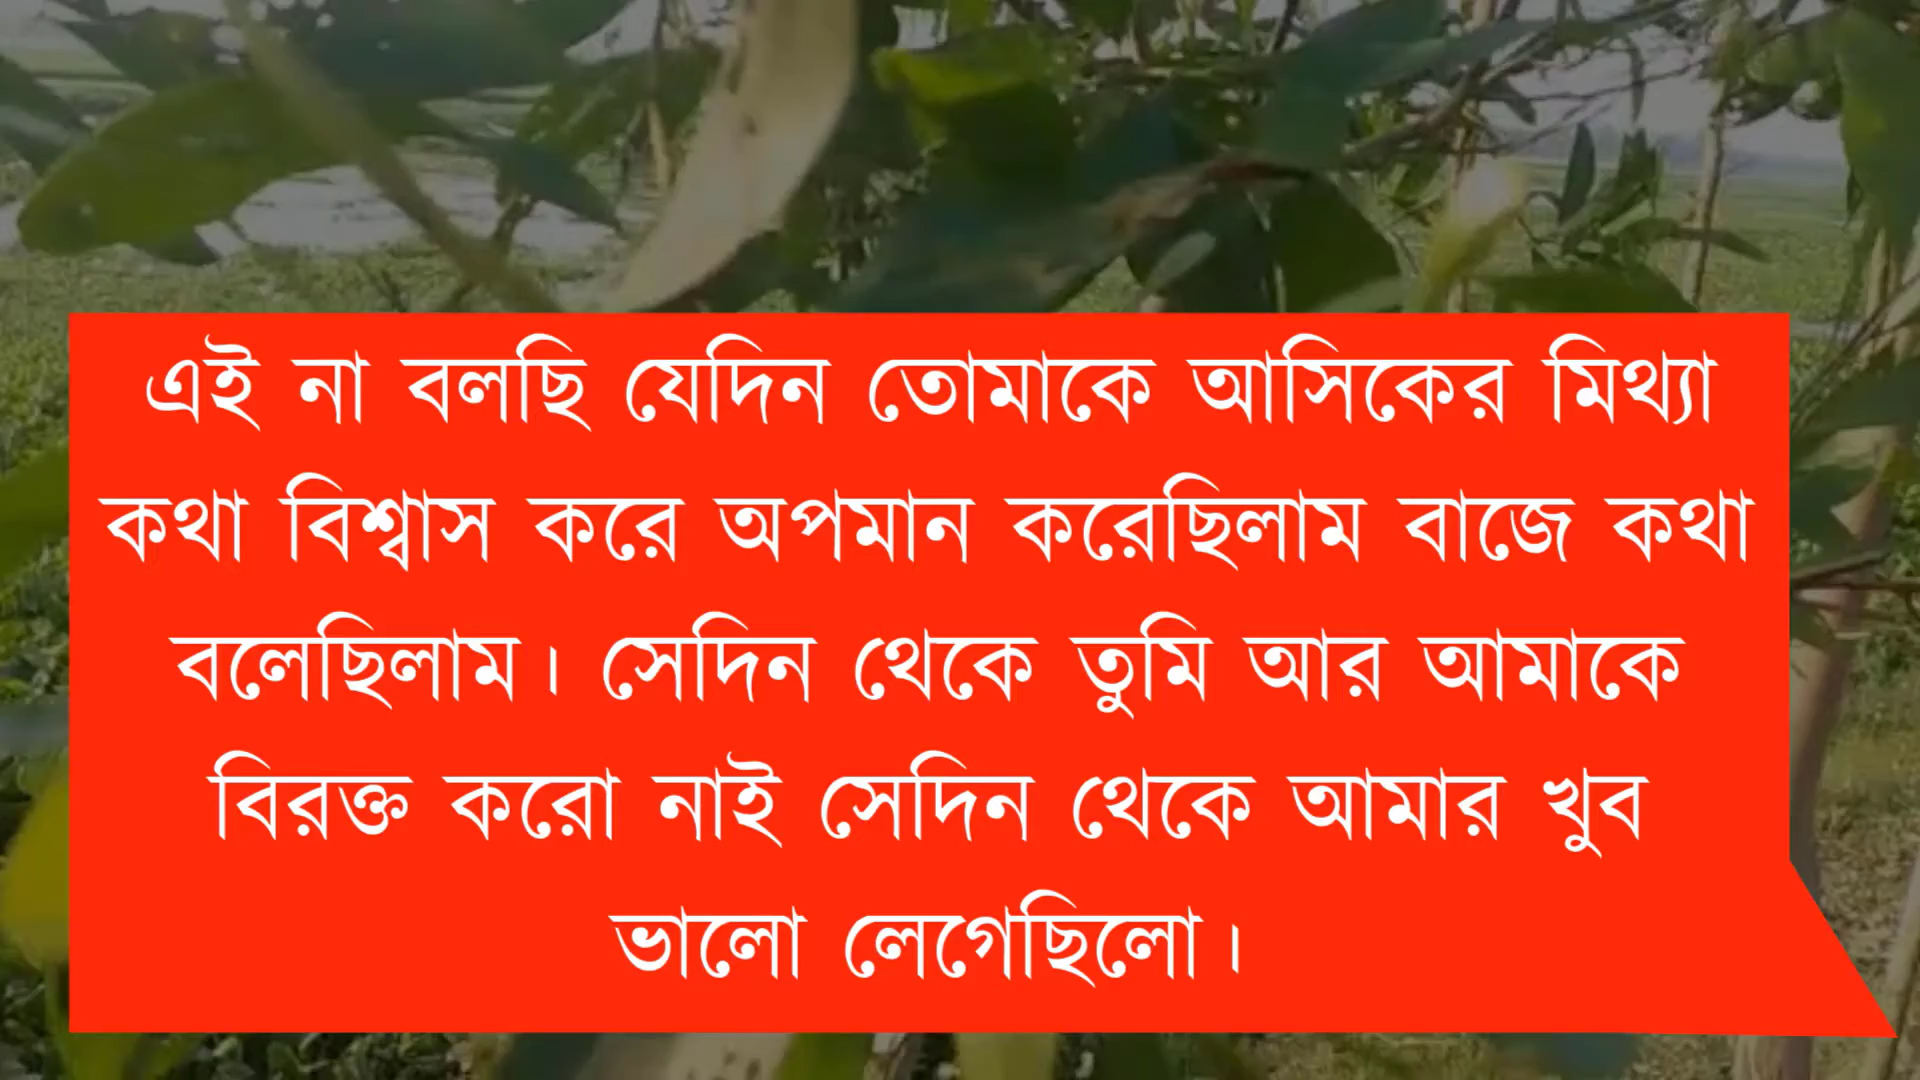 এই না বলছি যেদিন তোমাকে আসিকের মিথ্যা
কথা বিশ্বাস করে অপমান করেছিলাম বাজে কথা
বলেছিলাম। সেদিন থেকে তুমি আর আমাকে
বিরক্ত করো নাই সেদিন থেকে আমার খুব
ভালো লেগেছিলো।